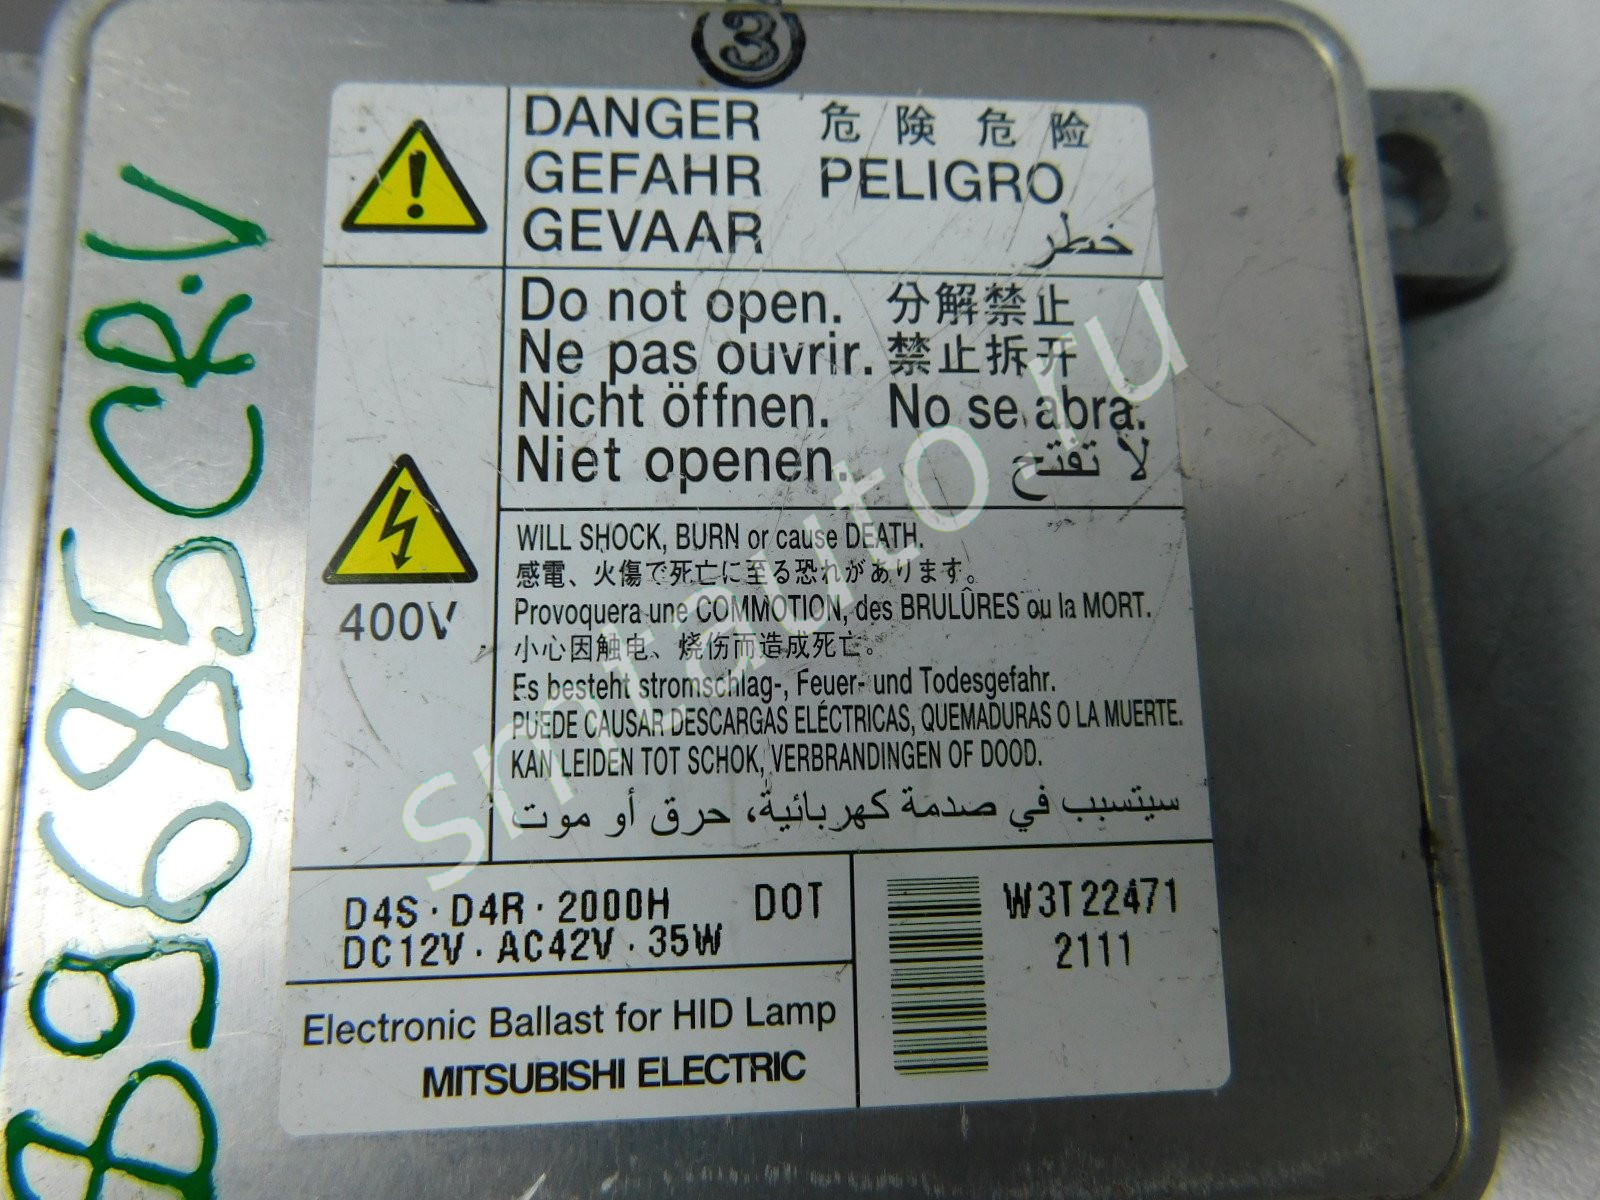 3
DANGER 危 険 危 险
GEFAHR PELIGRO
GEVAAR خطر
Do not open. 分解禁止
Ne pas ouvrir. 禁止拆开
Nicht öffnen. No se abra.
Niet openen. لا تفتح
400V
WILL SHOCK, BURN or cause DEATH.
感電、火傷で死亡に至る恐れがあります。
Provoquera une COMMOTION, des BRULÛRES ou la MORT.
小心因触电、烧伤而造成死亡。
Es besteht stromschlag-, Feuer- und Todesgefahr.
PUEDE CAUSAR DESCARGAS ELÉCTRICAS, QUEMADURAS O LA MUERTE.
KAN LEIDEN TOT SCHOK, VERBRANDINGEN OF DOOD.
سيتسبب في صدمة كهربائية، حرق أو موت
D4S · D4R · 2000H DOT
DC12V · AC42V · 35W
W3T22471
2111
Electronic Ballast for HID Lamp
MITSUBISHI ELECTRIC
89685CR.V
smtauto.ru